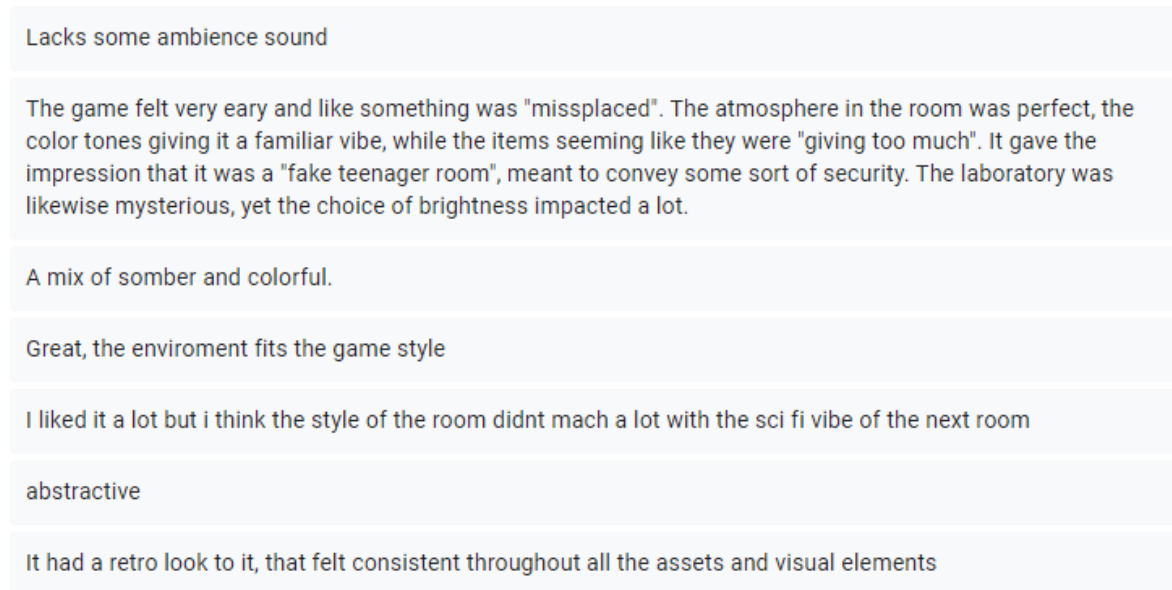 Lacks some ambience sound
The game felt very eary and like something was "missplaced". The atmosphere in the room was perfect, the
color tones giving it a familiar vibe, while the items seeming like they were "giving too much". It gave the
impression that it was a "fake teenager room", meant to convey some sort of security. The laboratory was
likewise mysterious, yet the choice of brightness impacted a lot.
A mix of somber and colorful.
Great, the enviroment fits the game style
I liked it a lot but i think the style of the room didnt mach a lot with the sci fi vibe of the next room
abstractive
It had a retro look to it, that felt consistent throughout all the assets and visual elements